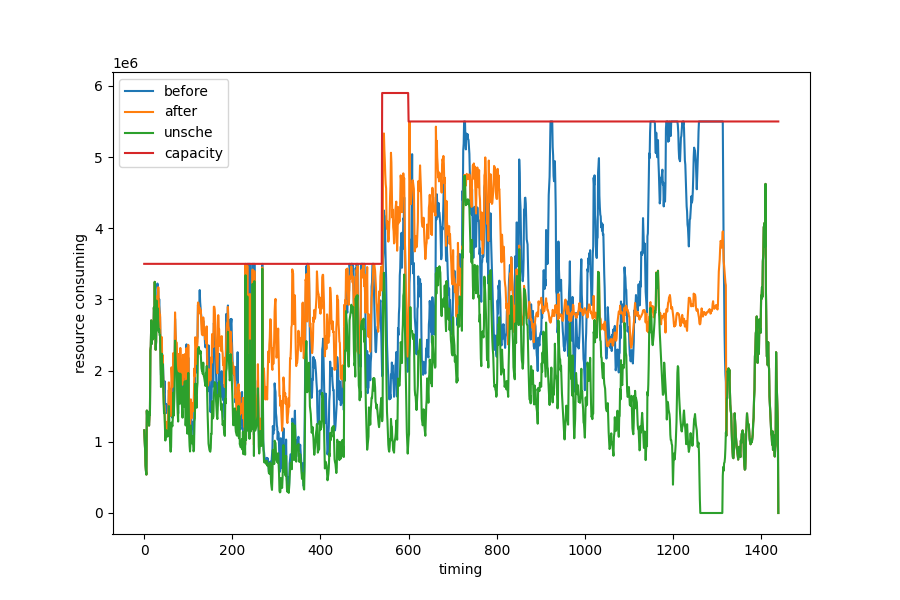 1e6
before
after
unsche
capacity
6
5
4
3
2
1
0
resource consuming
0 200 400 600 800 1000 1200 1400
timing